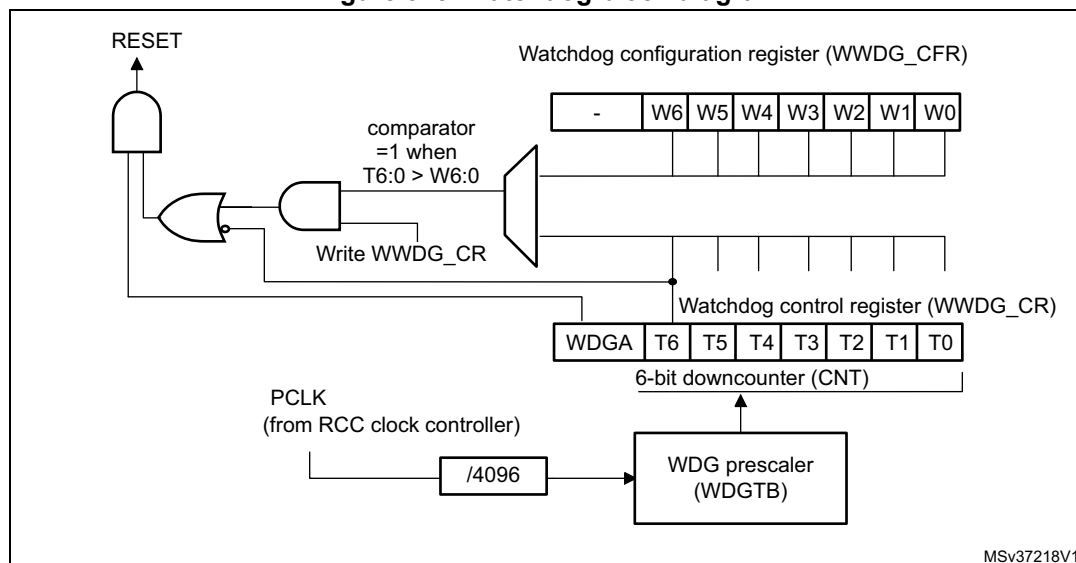 RESET
Watchdog configuration register (WWDG_CFR)
- W6 W5 W4 W3 W2 W1 W0
comparator
=1 when
T6:0 > W6:0
Write WWDG_CR
Watchdog control register (WWDG_CR)
WDGA T6 T5 T4 T3 T2 T1 T0
6-bit downcounter (CNT)
PCLK
(from RCC clock controller)
/4096
WDG prescaler
(WDGTB)
MSv37218V1